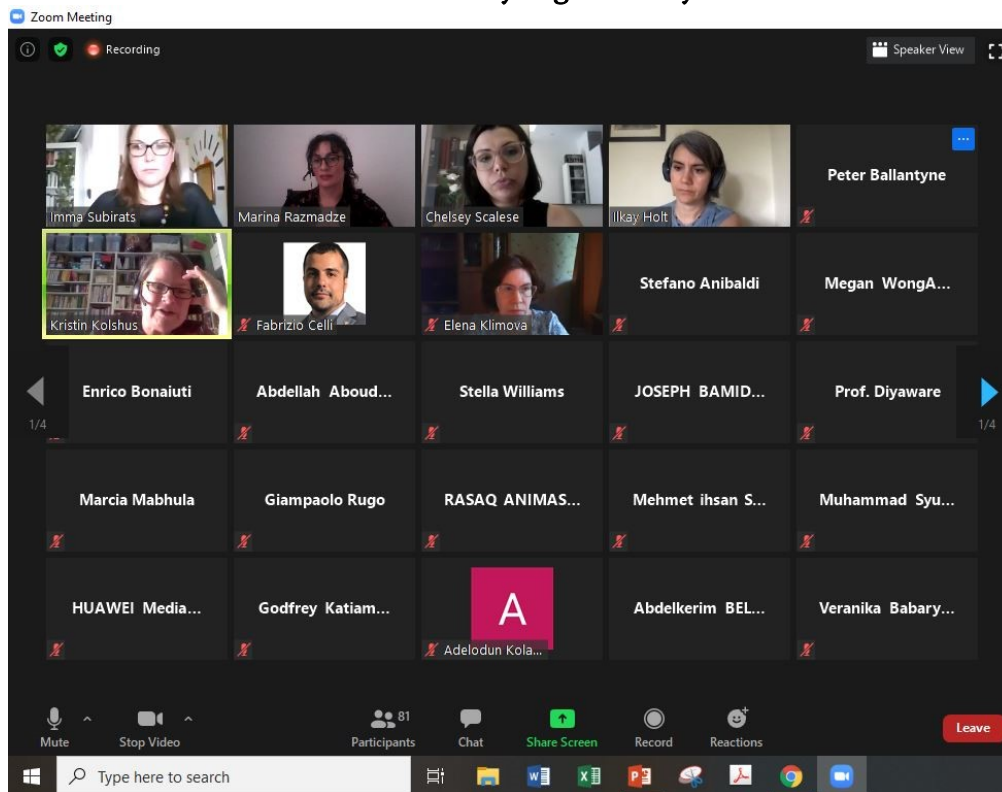 Zoom Meeting
Recording
Speaker View
Imma Subirats
Marina Razmadze
Chelsey Scalese
Ilkay Holt
Peter Ballantyne
Kristin Kolshus
Fabrizio Celli
Elena Klimova
Stefano Anibaldi
Megan WongA...
1/4
Enrico Bonaiuti
Abdellah Aboud...
Stella Williams
JOSEPH BAMID...
Prof. Diyaware
1/4
Marcia Mabhula
Giampaolo Rugo
RASAQ ANIMAS...
Mehmet ihsan S...
Muhammad Syu...
HUAWEI Media...
Godfrey Katiam...
A
Adelodun Kola...
Abdelkerim BEL...
Veranika Babary...
Mute
Stop Video
81
Participants
Chat
Share Screen
Record
Reactions
Leave
Type here to search